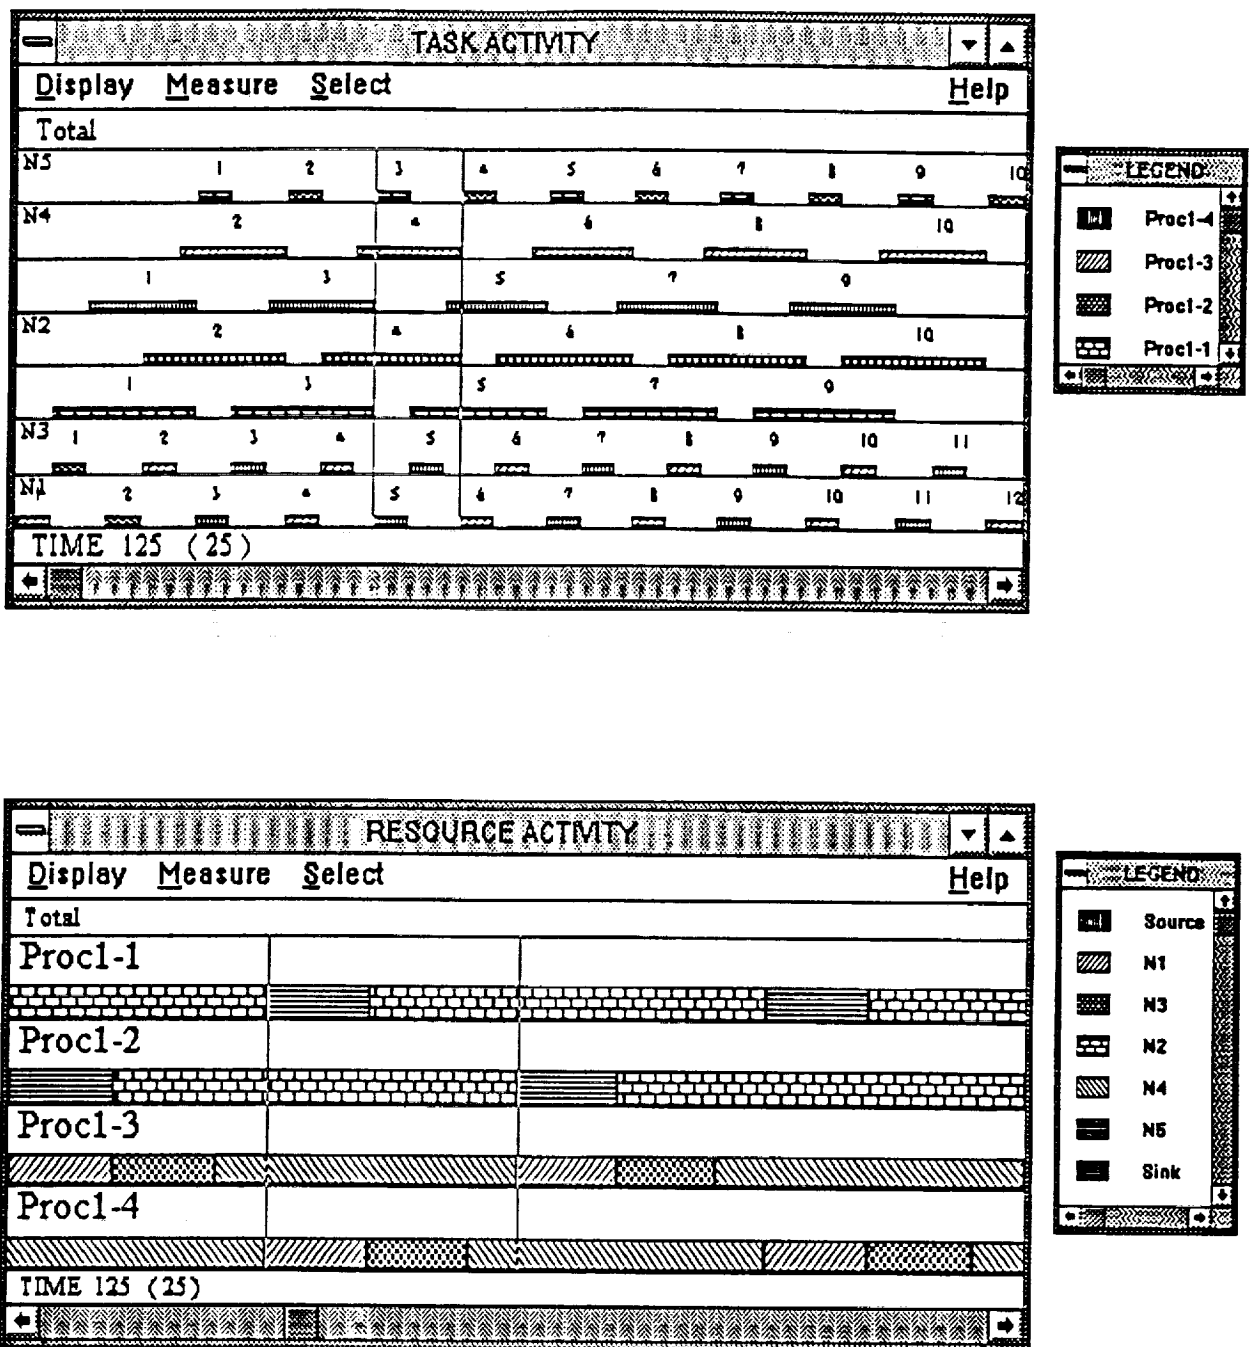 TASK ACTIVITY
Display Measure Select Help
Total
N5 1 2 3 4 5 6 7 8 9 10
N4 2 4 6 8 10
1 3 5 7 9
N2 2 4 6 8 10
1 3 5 7 9
N3 1 2 3 4 5 6 7 8 9 10 11
N1 2 3 4 5 6 7 8 9 10 11 12
TIME 125 (25)
LEGEND
Proc1-4
Proc1-3
Proc1-2
Proc1-1
RESOURCE ACTIVITY
Display Measure Select Help
Total
Proc1-1
Proc1-2
Proc1-3
Proc1-4
TIME 125 (25)
LEGEND
Source
N1
N3
N2
N4
N5
Sink